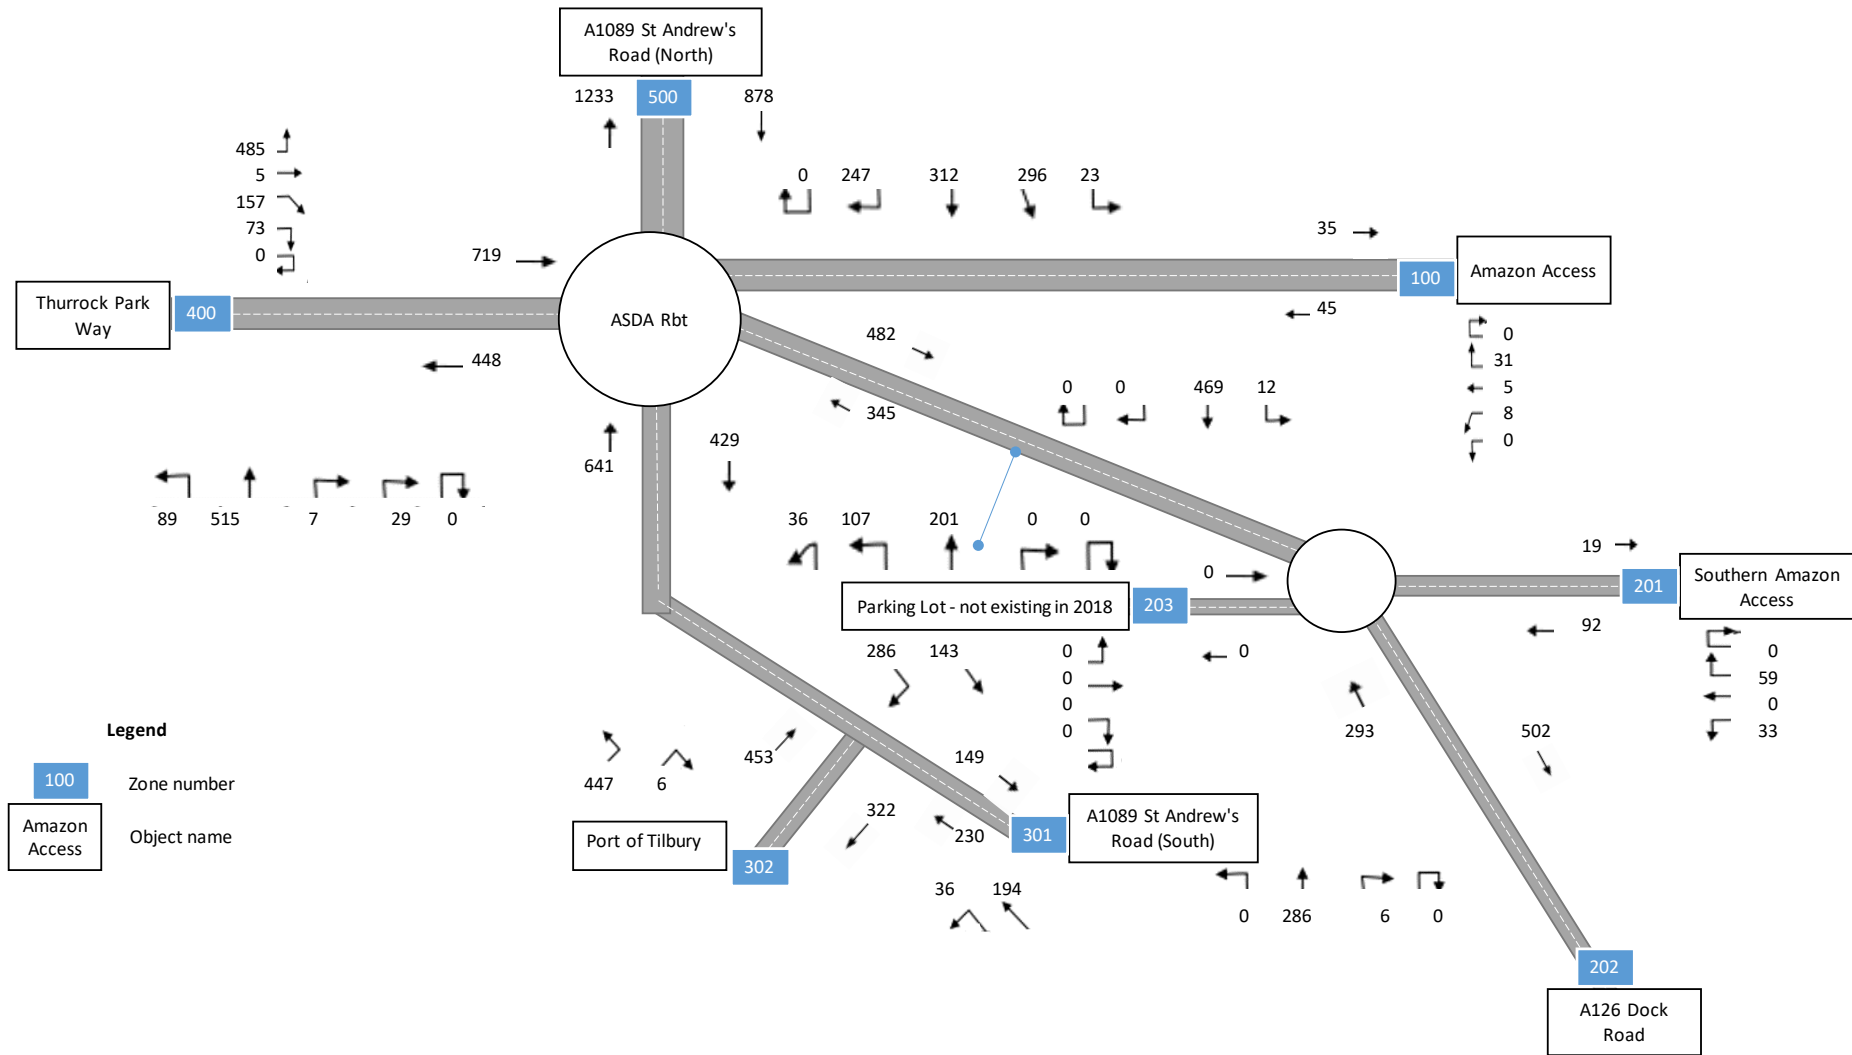 A1089 St Andrew's
Road (North)
1233 500 878
485
5
157
73
0
0 247 312 296 23
719
35
Thurrock Park
Way
400
ASDA Rbt
100
Amazon Access
45
448
482
345
0
31
5
8
0
0 0 469 12
641
429
89 515 7 29 0
36 107 201 0 0
0
19
Parking Lot - not existing in 2018
203
201
Southern Amazon
Access
92
286 143
0
0
0
0
0
0
59
0
33
293
502
447 6
453
149
322
230
Port of Tilbury
302
301
A1089 St Andrew's
Road (South)
36 194
0 286 6 0
202
A126 Dock
Road
Legend
100
Zone number
Amazon
Access
Object name